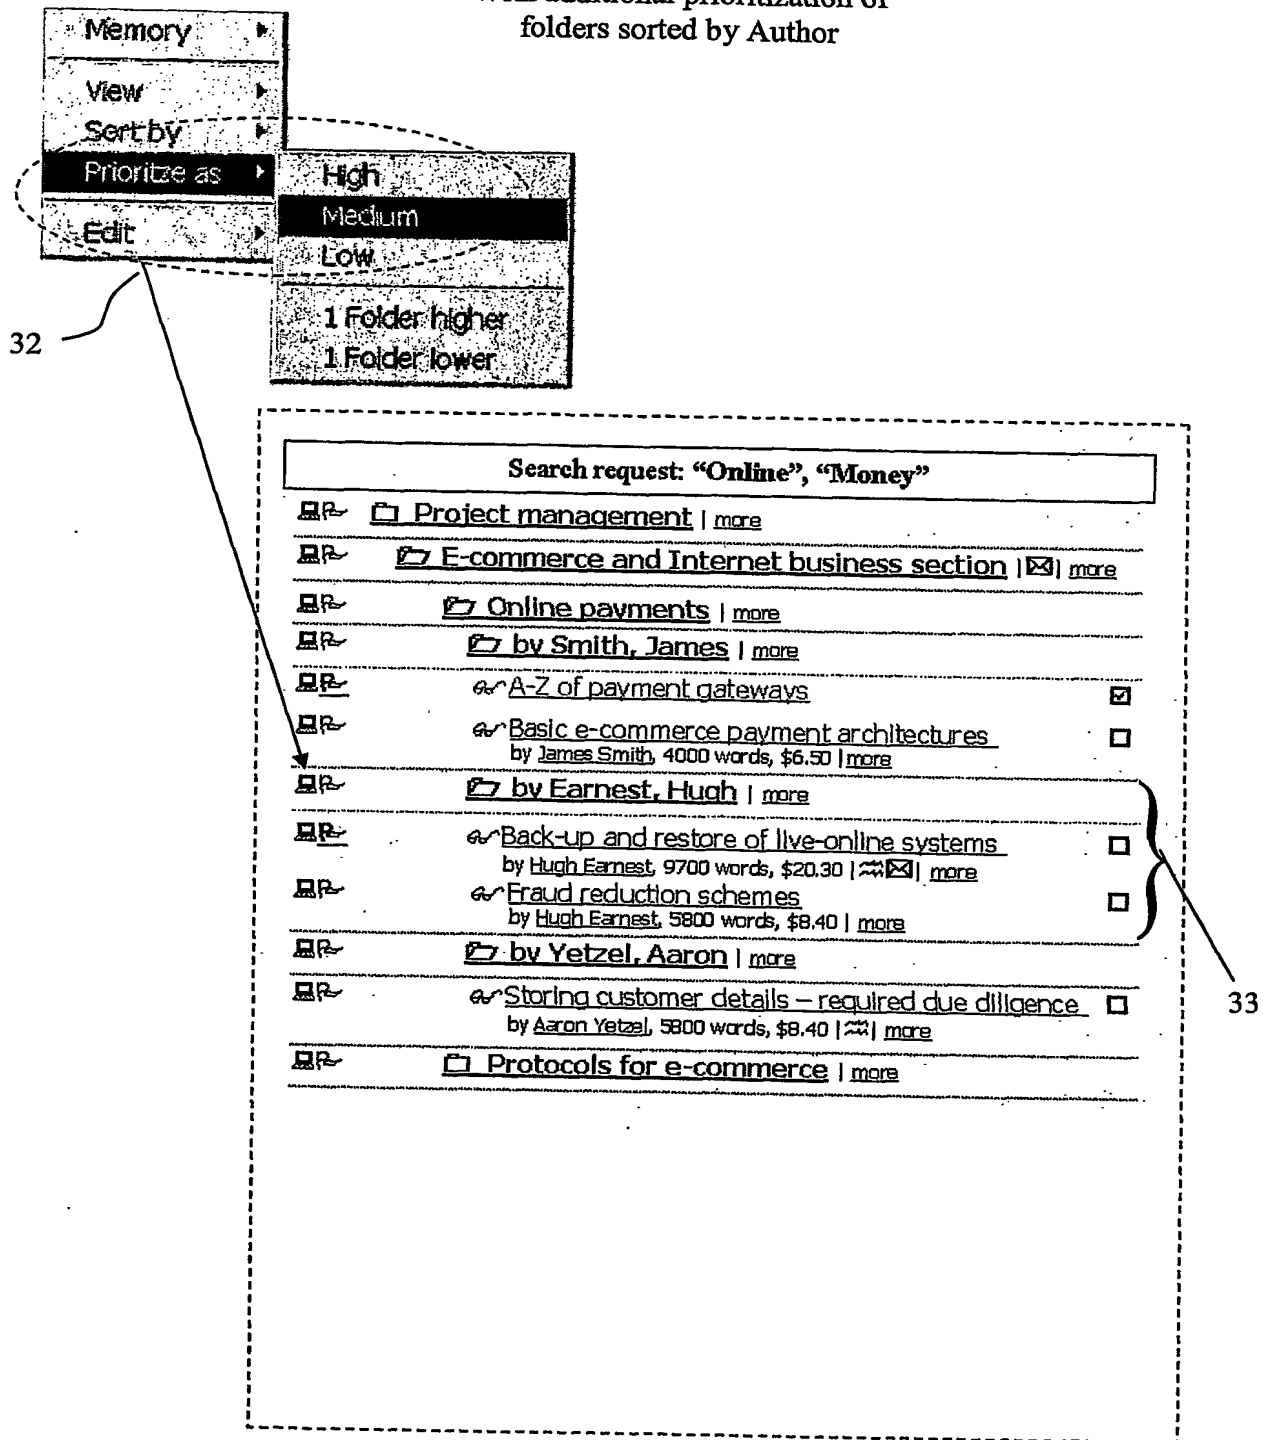 with additional prioritization of
folders sorted by Author
Memory
View
Sort by
Prioritze as
Edit
High
Medium
Low
1 Folder higher
1 Folder lower
32
Search request: “Online”, “Money”
Project management | more
E-commerce and Internet business section | | more
Online payments | more
by Smith, James | more
A-Z of payment gateways
Basic e-commerce payment architectures
by James Smith, 4000 words, $6.50 | more
by Earnest, Hugh | more
Back-up and restore of live-online systems
by Hugh Earnest, 9700 words, $20.30 | | more
Fraud reduction schemes
by Hugh Earnest, 5800 words, $8.40 | more
by Yetzel, Aaron | more
Storing customer details – required due diligence
by Aaron Yetzel, 5800 words, $8.40 | | more
Protocols for e-commerce | more
33